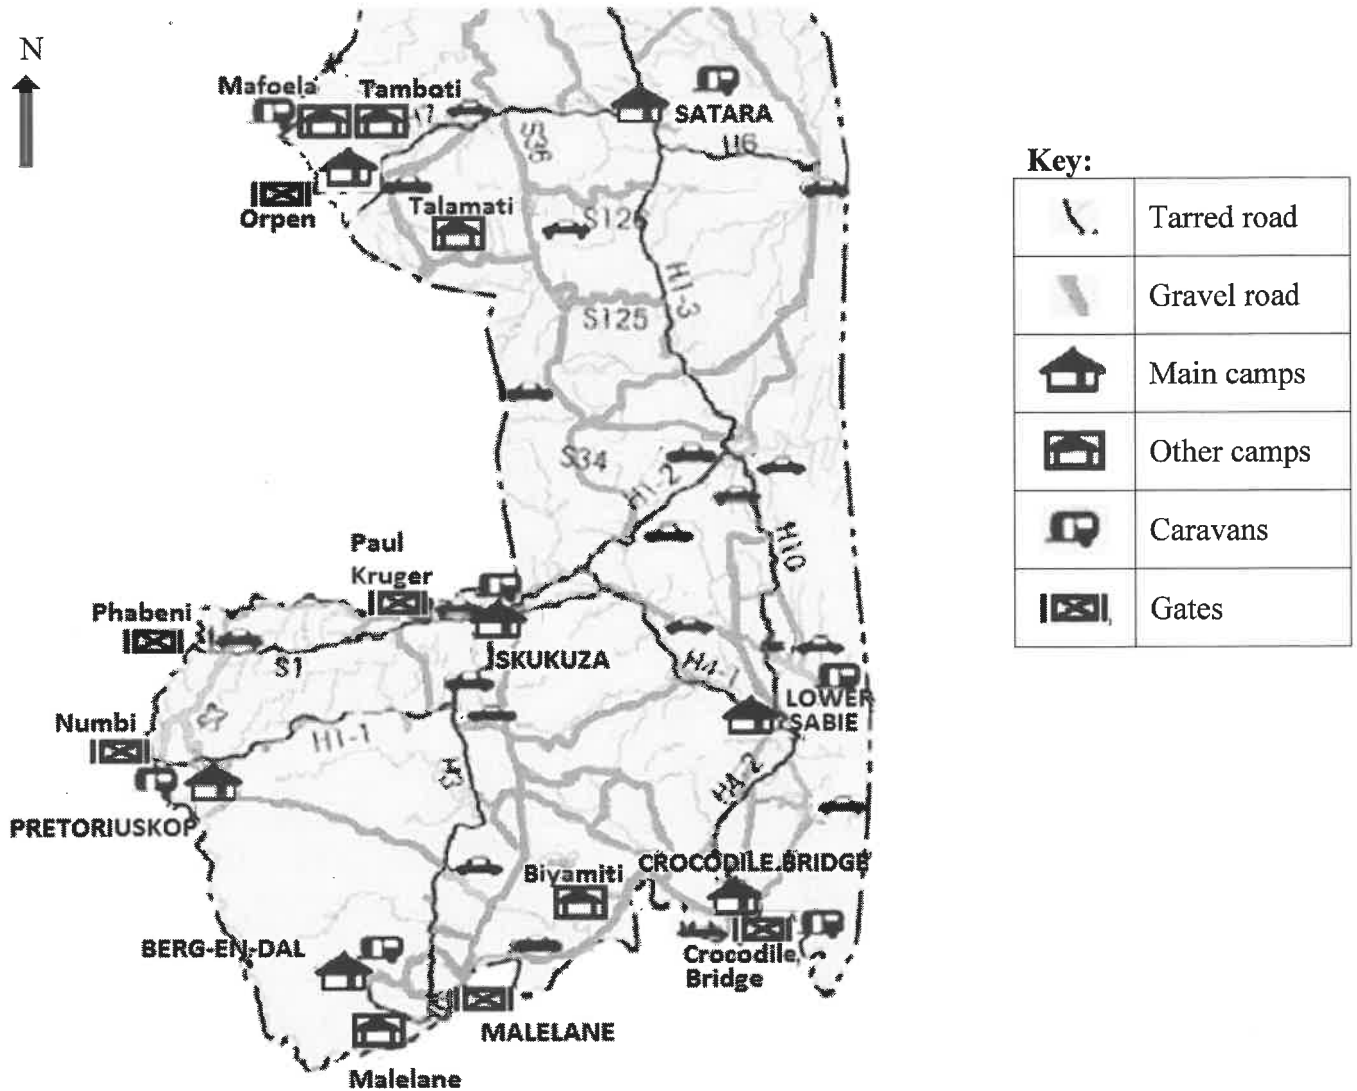 N
Mafoela Tamboti
SATARA
S36
Orpen
Talamati
S126
H1-3
S125
S34
H1-2
H10
Paul
Kruger
Phabeni
S1
SKUKUZA
H4-1
LOWER
SABIE
Numbi
H1-1
H3
H4-2
PRETORIUSKOP
CROCODILE BRIDGE
Biyamiti
BERG-EN-DAL
Crocodile
Bridge
MALELANE
Malelane
Key:
Tarred road
Gravel road
Main camps
Other camps
Caravans
Gates